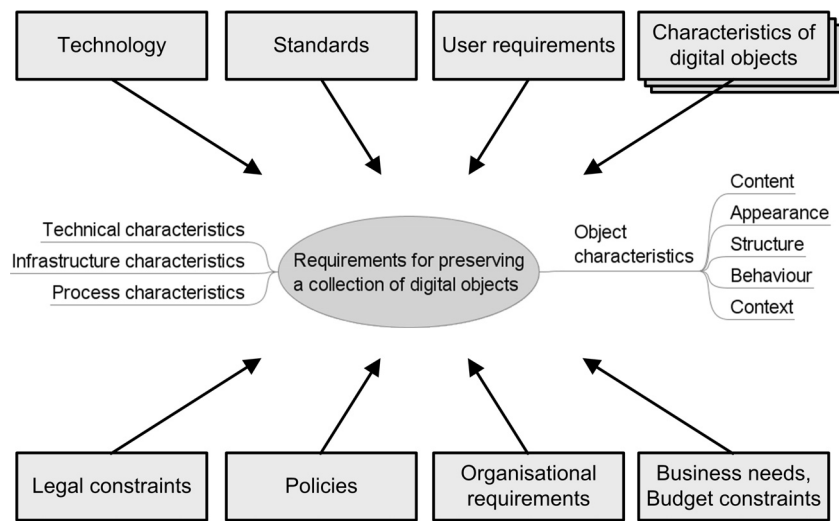 Technology
Standards
User requirements
Characteristics of
digital objects
Technical characteristics
Infrastructure characteristics
Process characteristics
Requirements for preserving
a collection of digital objects
Object
characteristics
Content
Appearance
Structure
Behaviour
Context
Legal constraints
Policies
Organisational
requirements
Business needs,
Budget constraints